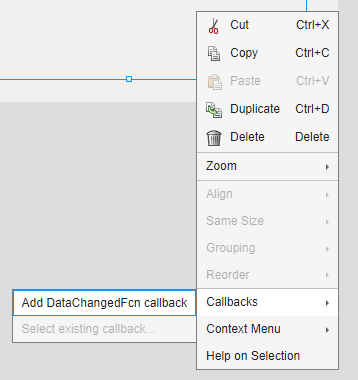 Cut Ctrl+X
Copy Ctrl+C
Paste Ctrl+V
Duplicate Ctrl+D
Delete Delete
Zoom
Align
Same Size
Grouping
Reorder
Callbacks
Add DataChangedFcn callback
Select existing callback...
Context Menu
Help on Selection